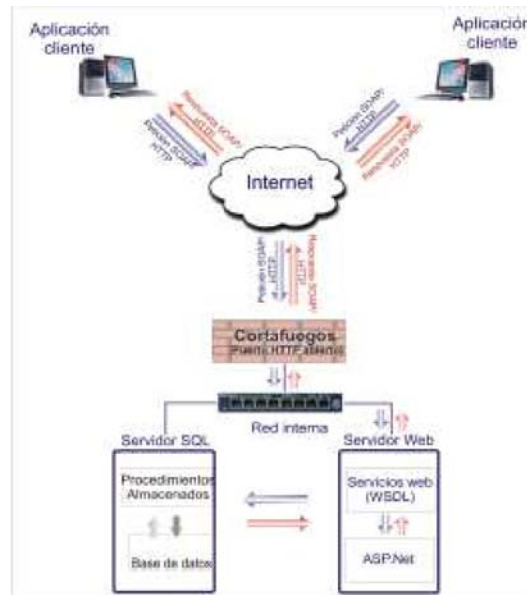 Aplicación
cliente
Aplicación
cliente
Respuesta SOAP/
HTTP
Petición SOAP/
HTTP
Petición SOAP/
HTTP
Respuesta SOAP/
HTTP
Internet
Petición SOAP/
HTTP
Respuesta SOAP/
HTTP
Cortafuegos
Puerto HTTP abierto
Red interna
Servidor SQL
Servidor Web
Procedimientos
Almacenados
Base de datos
Servicios web
(WSDL)
ASP.Net